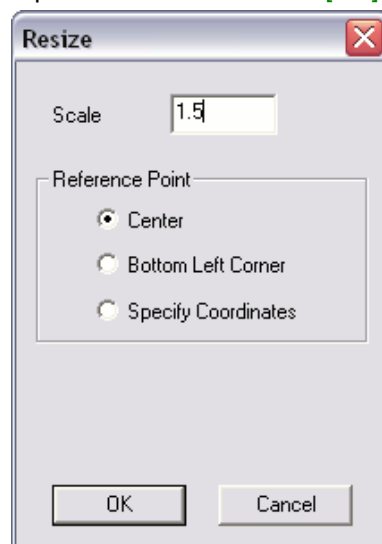 Resize
Scale 1.5
Reference Point
Center
Bottom Left Corner
Specify Coordinates
OK Cancel